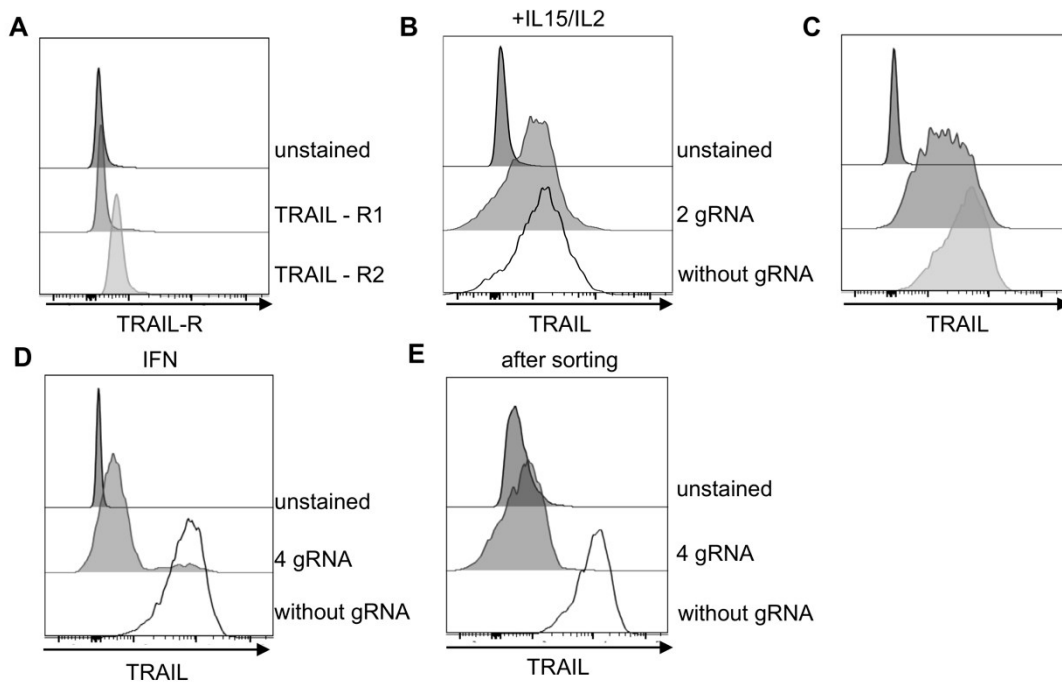 A
unstained
TRAIL - R1
TRAIL - R2
TRAIL-R
B
+IL15/IL2
unstained
2 gRNA
without gRNA
TRAIL
C
TRAIL
D
IFN
unstained
4 gRNA
without gRNA
TRAIL
E
after sorting
unstained
4 gRNA
without gRNA
TRAIL